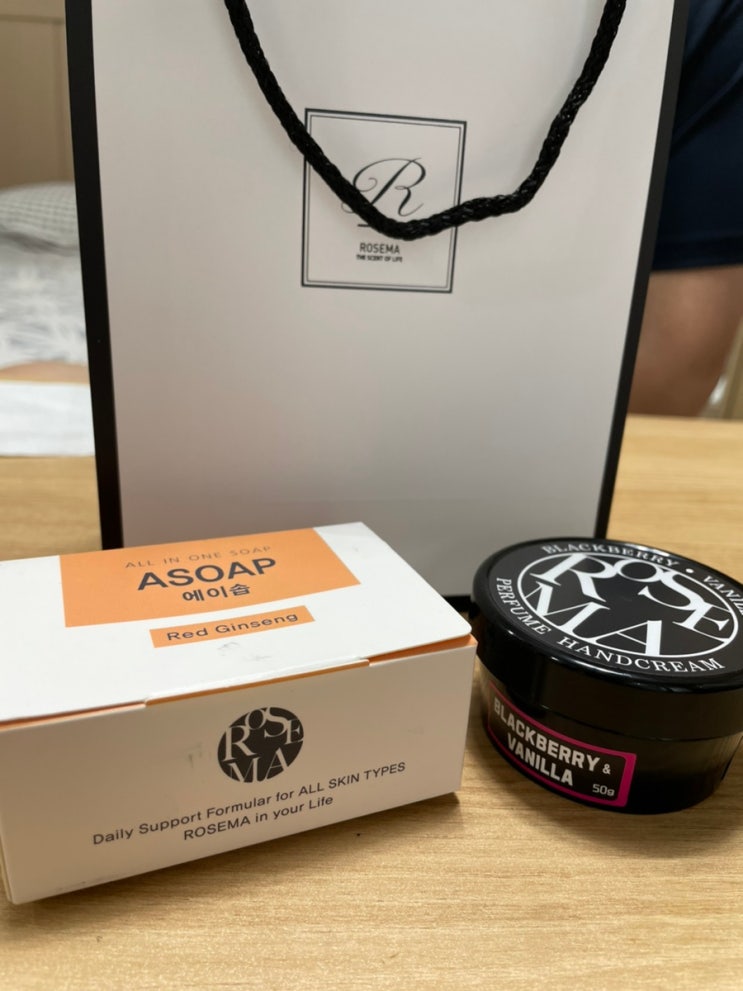 R
ROSEMA
THE SCENT OF LIFE
ALL IN ONE SOAP
ASOAP
에이솝
Red Ginseng
ROSE
MA
Daily Support Formular for ALL SKIN TYPES
ROSEMA in your Life
BLACKBERRY • VANILLA
ROSE
MA
PERFUME HANDCREAM
BLACKBERRY &
VANILLA
50g